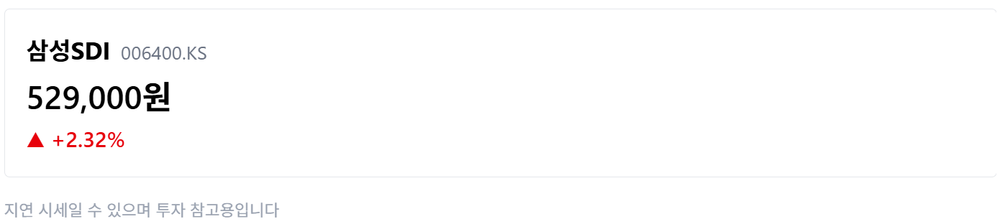 삼성SDI 006400.KS
529,000원
▲ +2.32%
지연 시세일 수 있으며 투자 참고용입니다